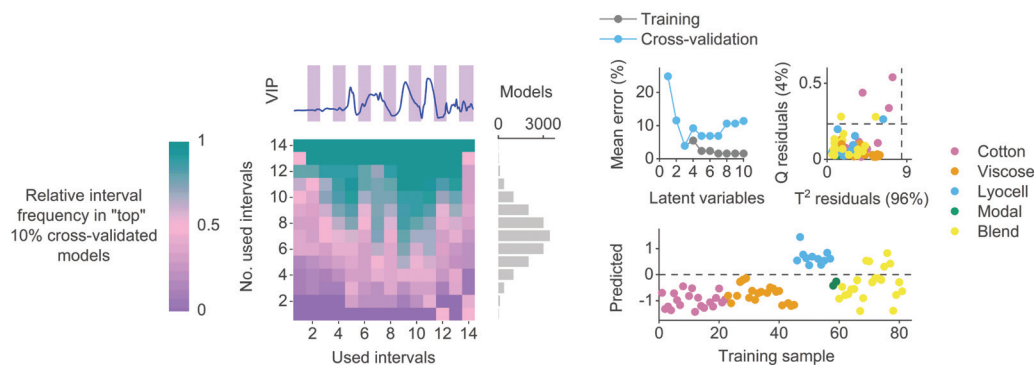 Training
Cross-validation
VIP
Models
0
3000
Relative interval
frequency in "top"
10% cross-validated
models
1
0.5
0
No. used intervals
14
12
10
8
6
4
2
2 4 6 8 10 12 14
Used intervals
Mean error (%)
20
10
0
0 2 4 6 8 10
Latent variables
Q residuals (4%)
0.5
0
0 9
T² residuals (96%)
Cotton
Viscose
Lyocell
Modal
Blend
Predicted
1
0
-1
0 20 40 60 80
Training sample